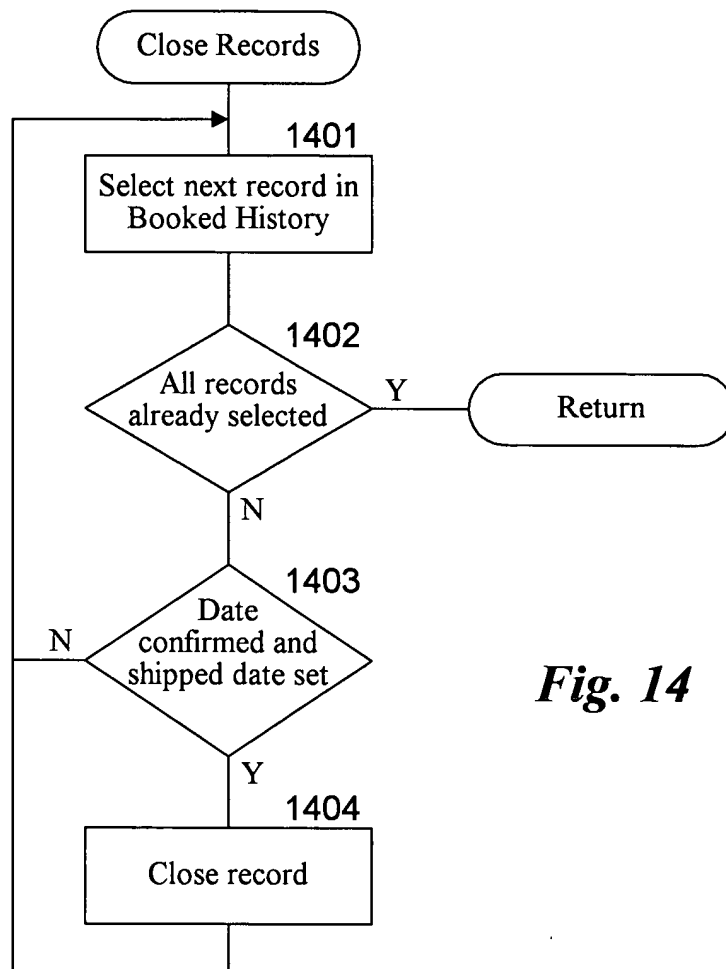 Close Records
1401
Select next record in
Booked History
1402
All records
already selected
Y
Return
N
1403
Date
confirmed and
shipped date set
N
Fig. 14
Y
1404
Close record